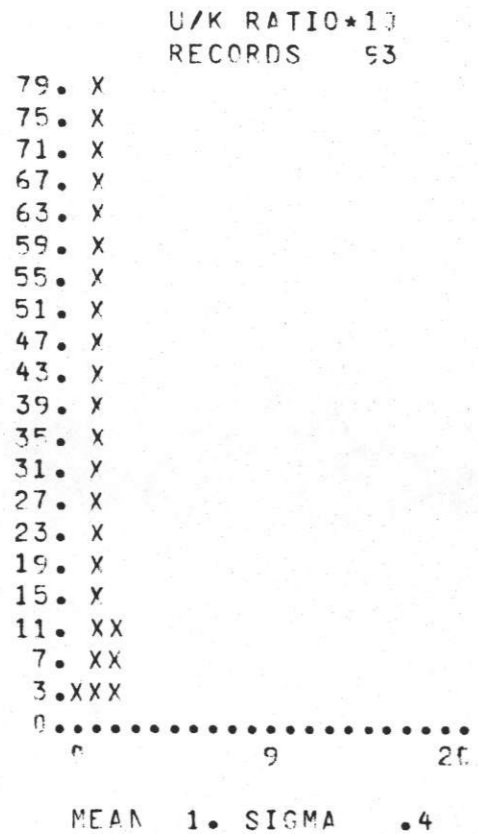 U/K RATIO*10
RECORDS 93
79. X
75. X
71. X
67. X
63. X
59. X
55. X
51. X
47. X
43. X
39. X
35. X
31. X
27. X
23. X
19. X
15. X
11. XX
7. XX
3.XXX
0.......................
0 9 20
MEAN 1. SIGMA .4